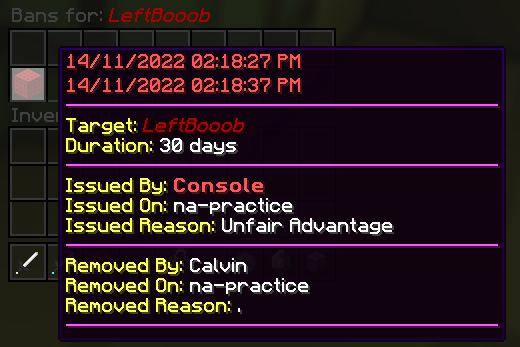 Bans for: LeftBooob
14/11/2022 02:18:27 PM
14/11/2022 02:18:37 PM
Target: LeftBooob
Duration: 30 days
Inve
Issued By: Console
Issued On: na-practice
Issued Reason: Unfair Advantage
Removed By: Calvin
Removed On: na-practice
Removed Reason: .